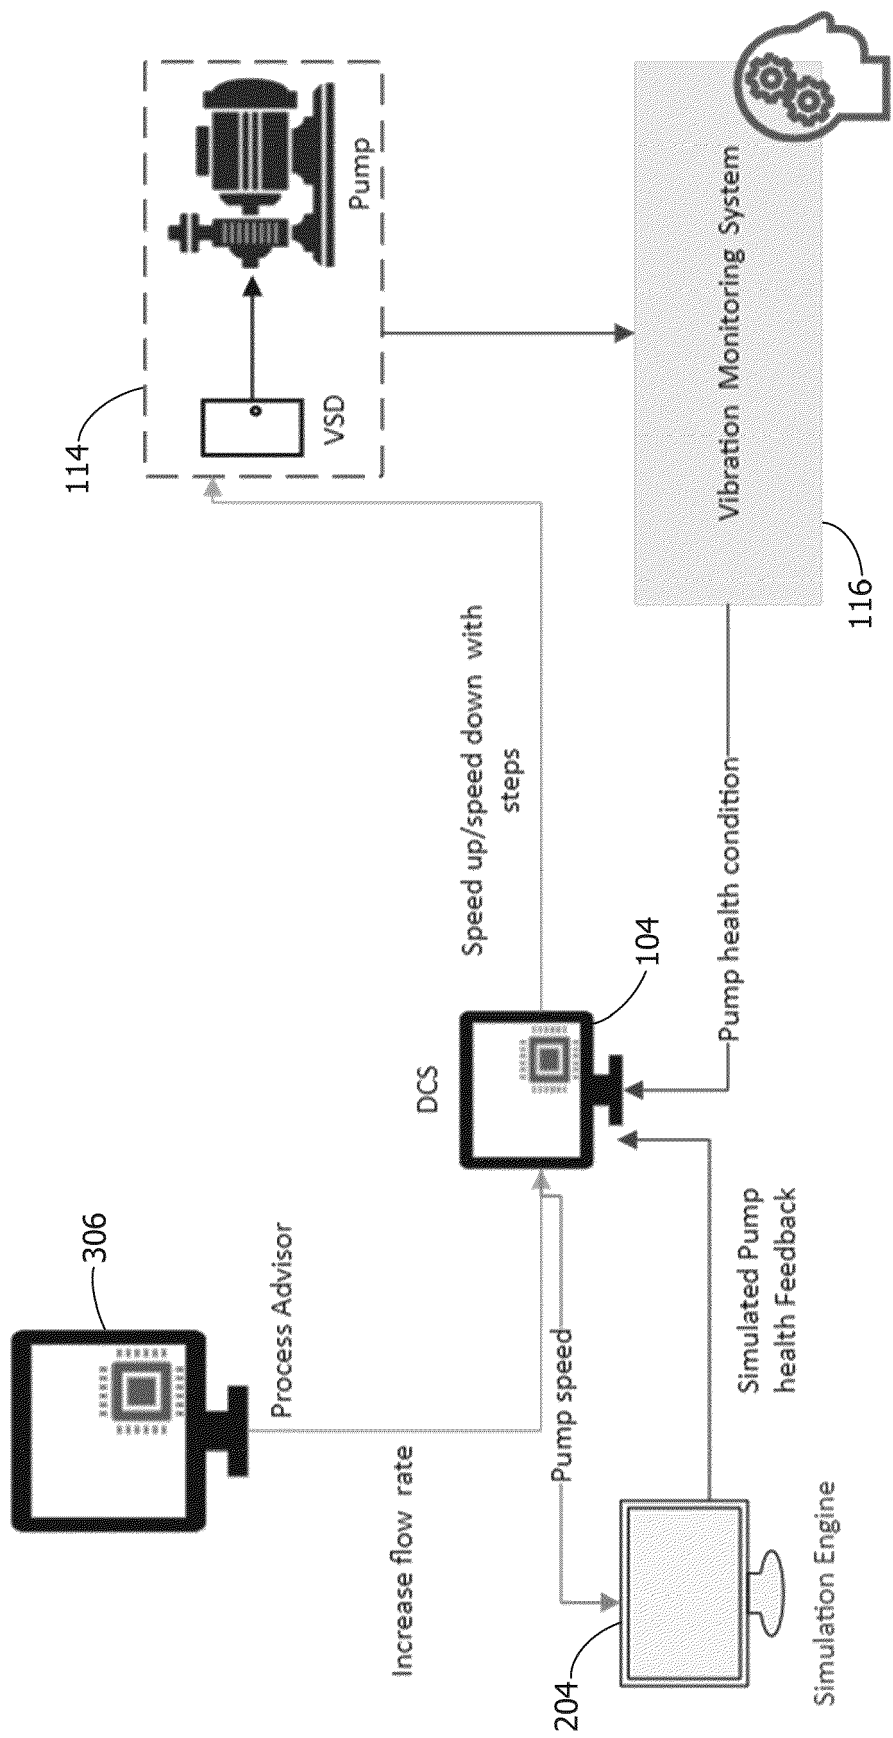 306
Process Advisor
Increase flow rate
DCS
104
Speed up/speed down with
steps
114
VSD
Pump
Pump speed
204
Simulation Engine
Simulated Pump
health Feedback
Pump health condition
Vibration Monitoring System
116